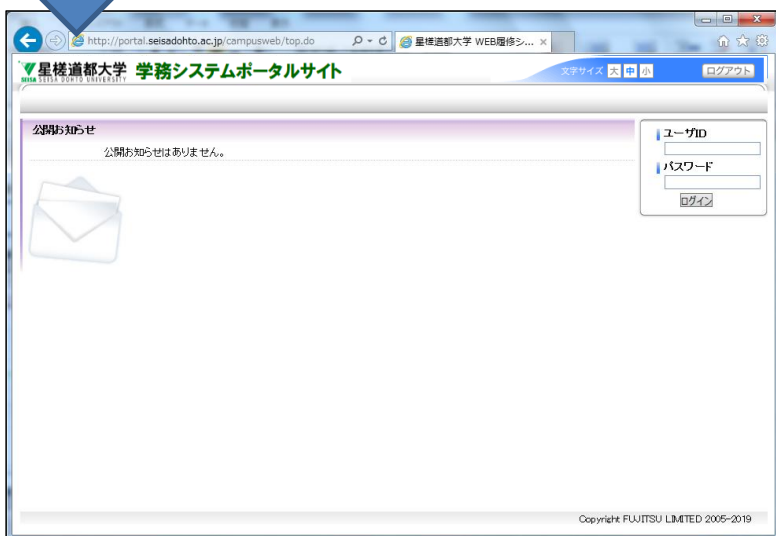 http://portal.seisadohto.ac.jp/campusweb/top.do
星槎道都大学 WEB履修シ...
星槎道都大学 学務システムポータルサイト
SEISA DOHTO UNIVERSITY
文字サイズ 大 中 小
ログアウト
公開お知らせ
公開お知らせはありません。
ユーザID
パスワード
ログイン
Copyright FUJITSU LIMITED 2005-2019